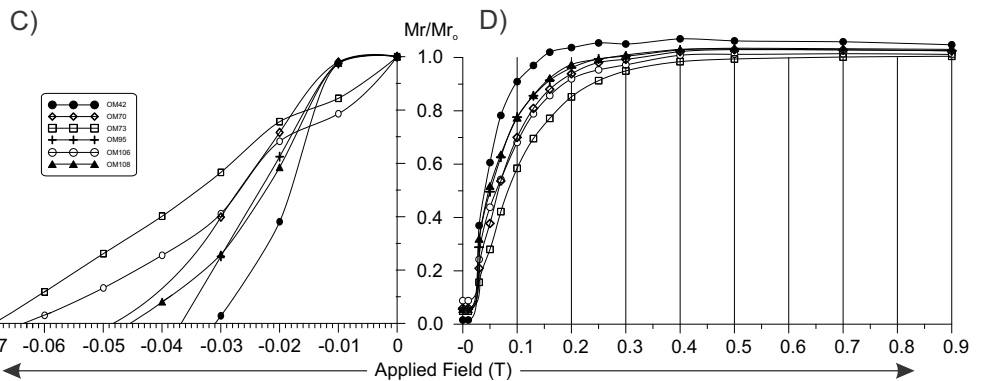 C)
Mr/Mro
D)
1.0
0.8
0.6
0.4
0.2
0.0
OM42
OM70
OM73
OM95
OM106
OM108
7 -0.06 -0.05 -0.04 -0.03 -0.02 -0.01 0
-0 0.1 0.2 0.3 0.4 0.5 0.6 0.7 0.8 0.9
Applied Field (T)